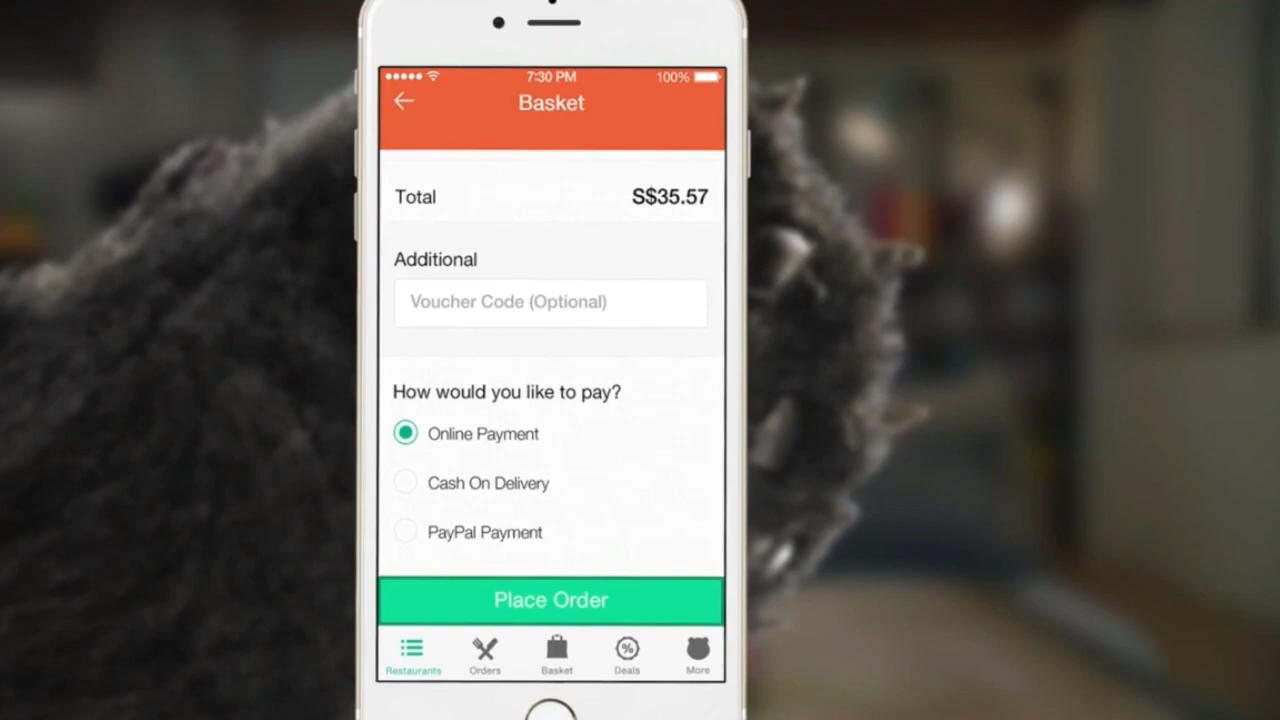 7:30 PM
100%
Basket
Total
S$35.57
Additional
Voucher Code (Optional)
How would you like to pay?
Online Payment
Cash On Delivery
PayPal Payment
Place Order
Restaurants
Orders
Basket
Deals
More